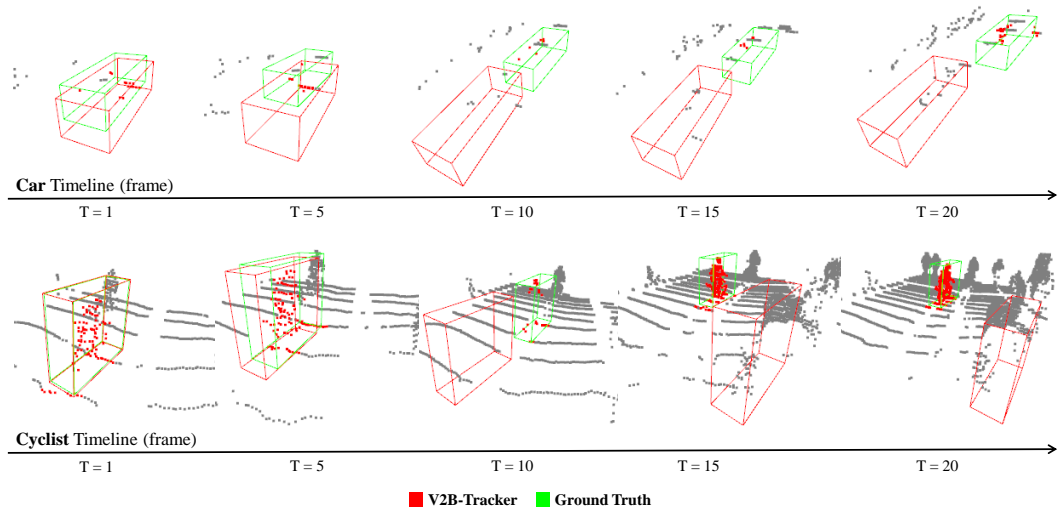 Car Timeline (frame)
T = 1 T = 5 T = 10 T = 15 T = 20
Cyclist Timeline (frame)
T = 1 T = 5 T = 10 T = 15 T = 20
V2B-Tracker Ground Truth